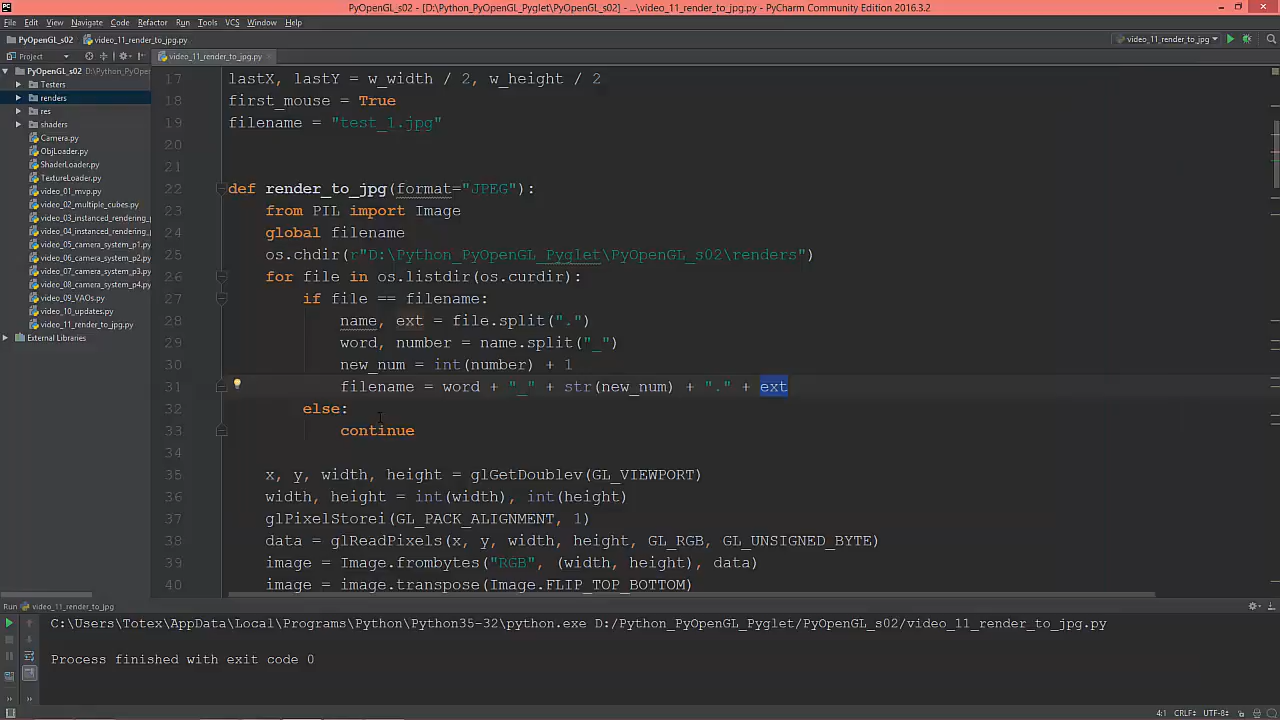 PyOpenGL_s02 - [D:\Python_PyOpenGL_Pyglet\PyOpenGL_s02] - ...\video_11_render_to_jpg.py - PyCharm Community Edition 2016.3.2
File Edit View Navigate Code Refactor Run Tools VCS Window Help
PyOpenGL_s02 video_11_render_to_jpg.py video_11_render_to_jpg
Project video_11_render_to_jpg.py
PyOpenGL_s02 D:\Python_PyOpe
Testers
renders
res
shaders
Camera.py
ObjLoader.py
ShaderLoader.py
TextureLoader.py
video_01_mvp.py
video_02_multiple_cubes.py
video_03_instanced_rendering_
video_04_instanced_rendering_p
video_05_camera_system_p1.py
video_06_camera_system_p2.py
video_07_camera_system_p3.py
video_08_camera_system_p4.py
video_09_VAOs.py
video_10_updates.py
video_11_render_to_jpg.py
External Libraries
17 lastX, lastY = w_width / 2, w_height / 2
18 first_mouse = True
19 filename = "test_1.jpg"
20
21
22 def render_to_jpg(format="JPEG"):
23 from PIL import Image
24 global filename
25 os.chdir(r"D:\Python_PyOpenGL_Pyglet\PyOpenGL_s02\renders")
26 for file in os.listdir(os.curdir):
27 if file == filename:
28 name, ext = file.split(".")
29 word, number = name.split("_")
30 new_num = int(number) + 1
31 filename = word + "_" + str(new_num) + "." + ext
32 else:
33 continue
34
35 x, y, width, height = glGetDoublev(GL_VIEWPORT)
36 width, height = int(width), int(height)
37 glPixelStorei(GL_PACK_ALIGNMENT, 1)
38 data = glReadPixels(x, y, width, height, GL_RGB, GL_UNSIGNED_BYTE)
39 image = Image.frombytes("RGB", (width, height), data)
40 image = image.transpose(Image.FLIP_TOP_BOTTOM)
Run video_11_render_to_jpg
C:\Users\Totex\AppData\Local\Programs\Python\Python35-32\python.exe D:/Python_PyOpenGL_Pyglet/PyOpenGL_s02/video_11_render_to_jpg.py
Process finished with exit code 0
4:1 CRLF÷ UTF-8÷